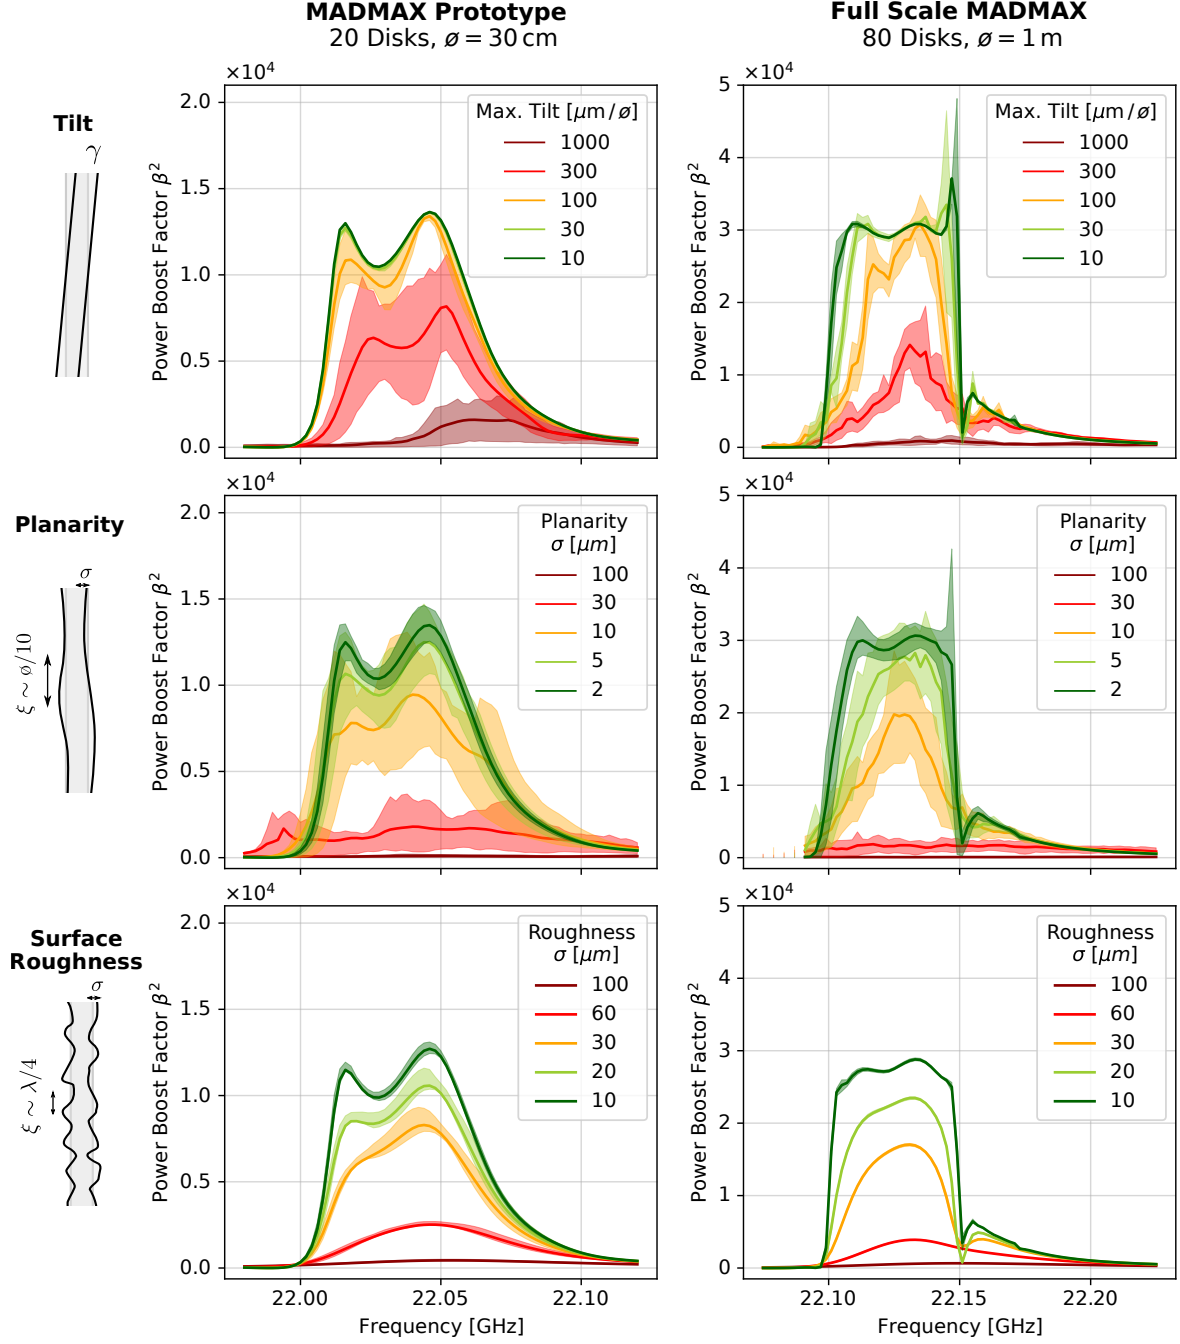 MADMAX Prototype
20 Disks, ø = 30 cm
Full Scale MADMAX
80 Disks, ø = 1 m
Tilt
γ
×10⁴
Power Boost Factor β²
2.0
1.5
1.0
0.5
0.0
Max. Tilt [μm/ø]
1000
300
100
30
10
×10⁴
Power Boost Factor β²
5
4
3
2
1
0
Max. Tilt [μm/ø]
1000
300
100
30
10
Planarity
σ
ξ ~ ø/10
×10⁴
Power Boost Factor β²
2.0
1.5
1.0
0.5
0.0
Planarity
σ [μm]
100
30
10
5
2
×10⁴
Power Boost Factor β²
5
4
3
2
1
0
Planarity
σ [μm]
100
30
10
5
2
Surface
Roughness
σ
ξ ~ λ/4
×10⁴
Power Boost Factor β²
2.0
1.5
1.0
0.5
0.0
Roughness
σ [μm]
100
60
30
20
10
22.00 22.05 22.10
Frequency [GHz]
×10⁴
Power Boost Factor β²
5
4
3
2
1
0
Roughness
σ [μm]
100
60
30
20
10
22.10 22.15 22.20
Frequency [GHz]